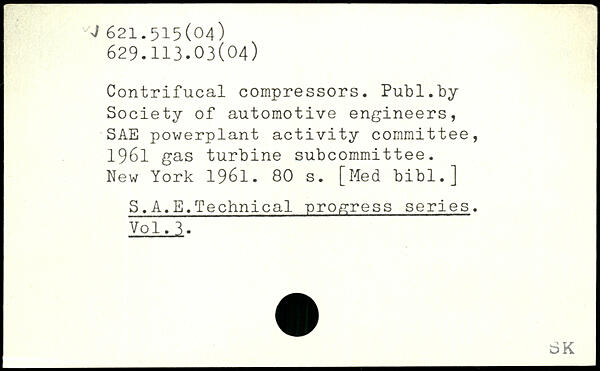 621.515(04)
629.113.03(04)
Contrifucal compressors. Publ.by
Society of automotive engineers,
SAE powerplant activity committee,
1961 gas turbine subcommittee.
New York 1961. 80 s. [Med bibl.]
S.A.E.Technical progress series.
Vol.3.
SK